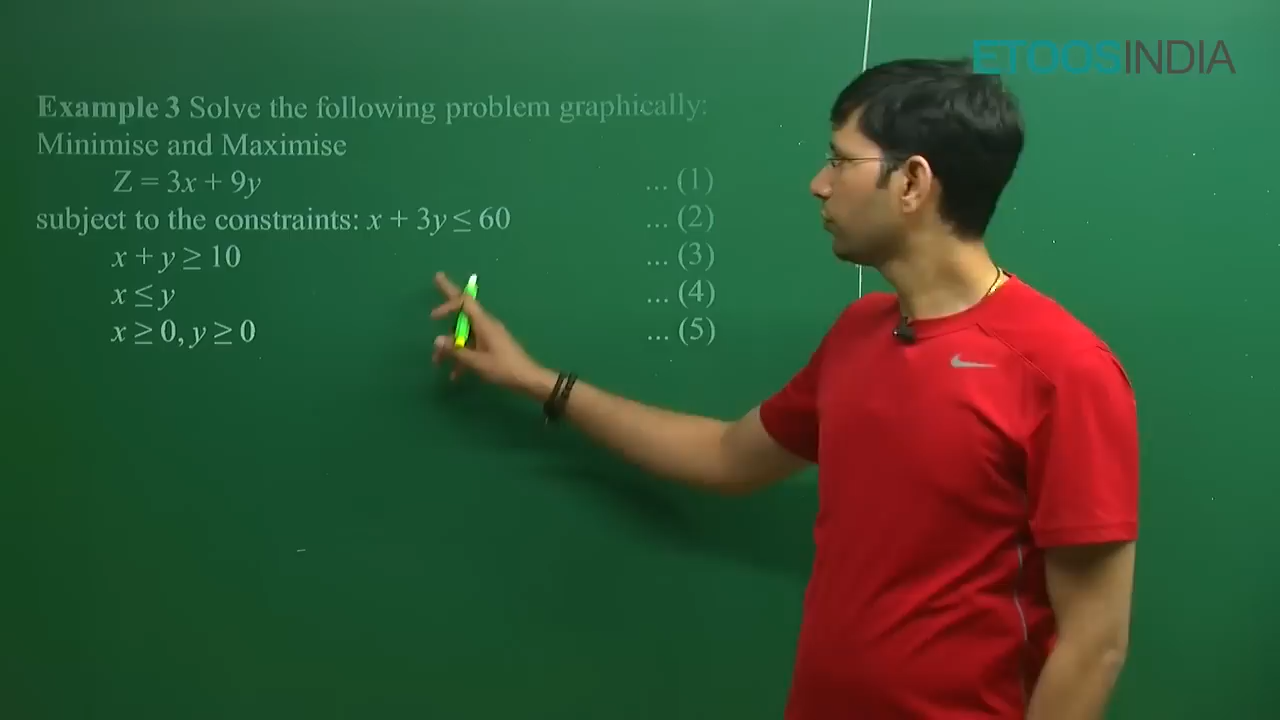 ETOOSINDIA
Example 3 Solve the following problem graphically:
Minimise and Maximise
Z = 3x + 9y ... (1)
subject to the constraints: x + 3y ≤ 60 ... (2)
x + y ≥ 10 ... (3)
x ≤ y ... (4)
x ≥ 0, y ≥ 0 ... (5)